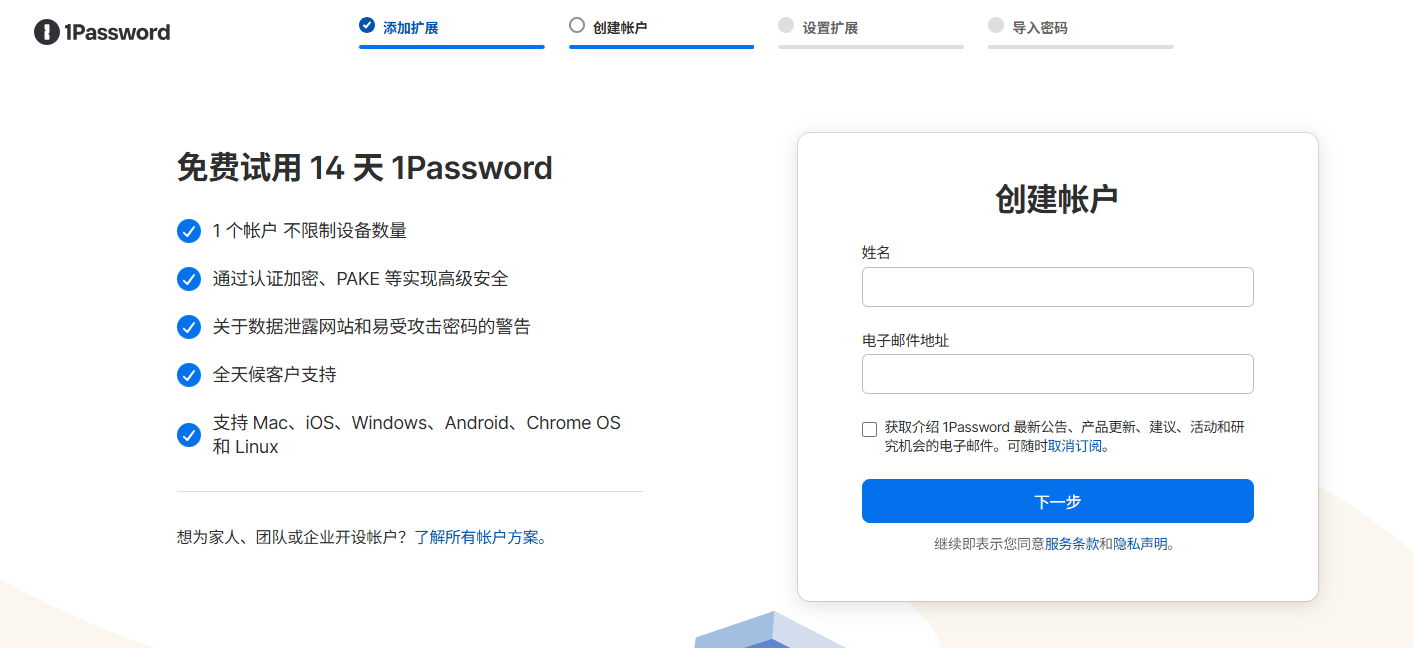 1Password
添加扩展
创建帐户
设置扩展
导入密码
免费试用 14 天 1Password
1 个帐户 不限制设备数量
通过认证加密、PAKE 等实现高级安全
关于数据泄露网站和易受攻击密码的警告
全天候客户支持
支持 Mac、iOS、Windows、Android、Chrome OS
和 Linux
想为家人、团队或企业开设帐户？了解所有帐户方案。
创建帐户
姓名
电子邮件地址
获取介绍 1Password 最新公告、产品更新、建议、活动和研
究机会的电子邮件。可随时取消订阅。
下一步
继续即表示您同意服务条款和隐私声明。